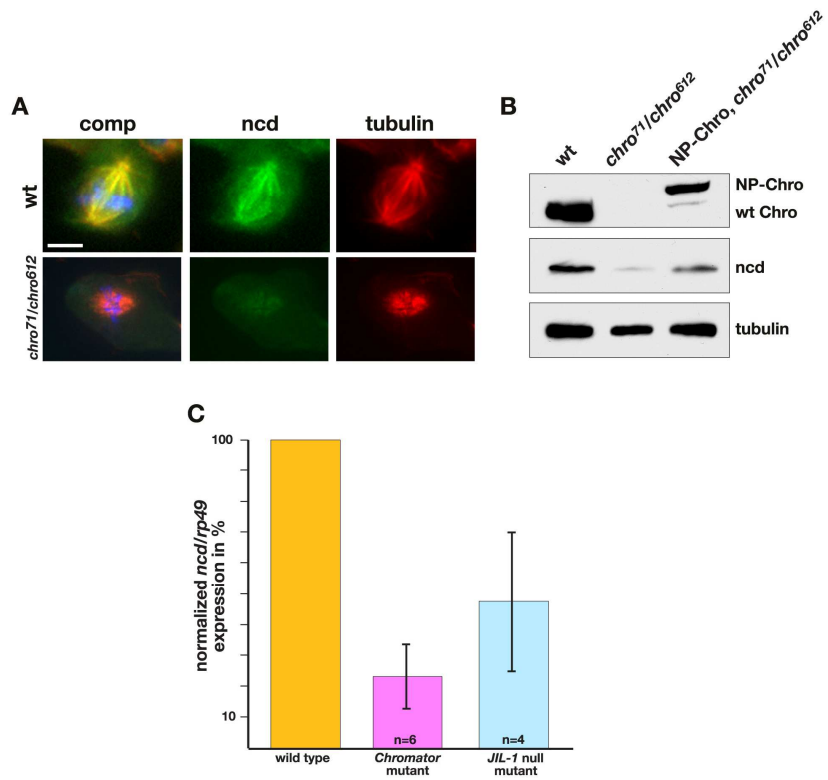 A
comp ncd tubulin
wt
chro71/chro612
B
wt
chro71/chro612
NP-Chro, chro71/chro612
NP-Chro
wt Chro
ncd
tubulin
C
normalized ncd/rp49
expression in %
100
10
n=6
n=4
wild type
Chromator
mutant
JIL-1 null
mutant